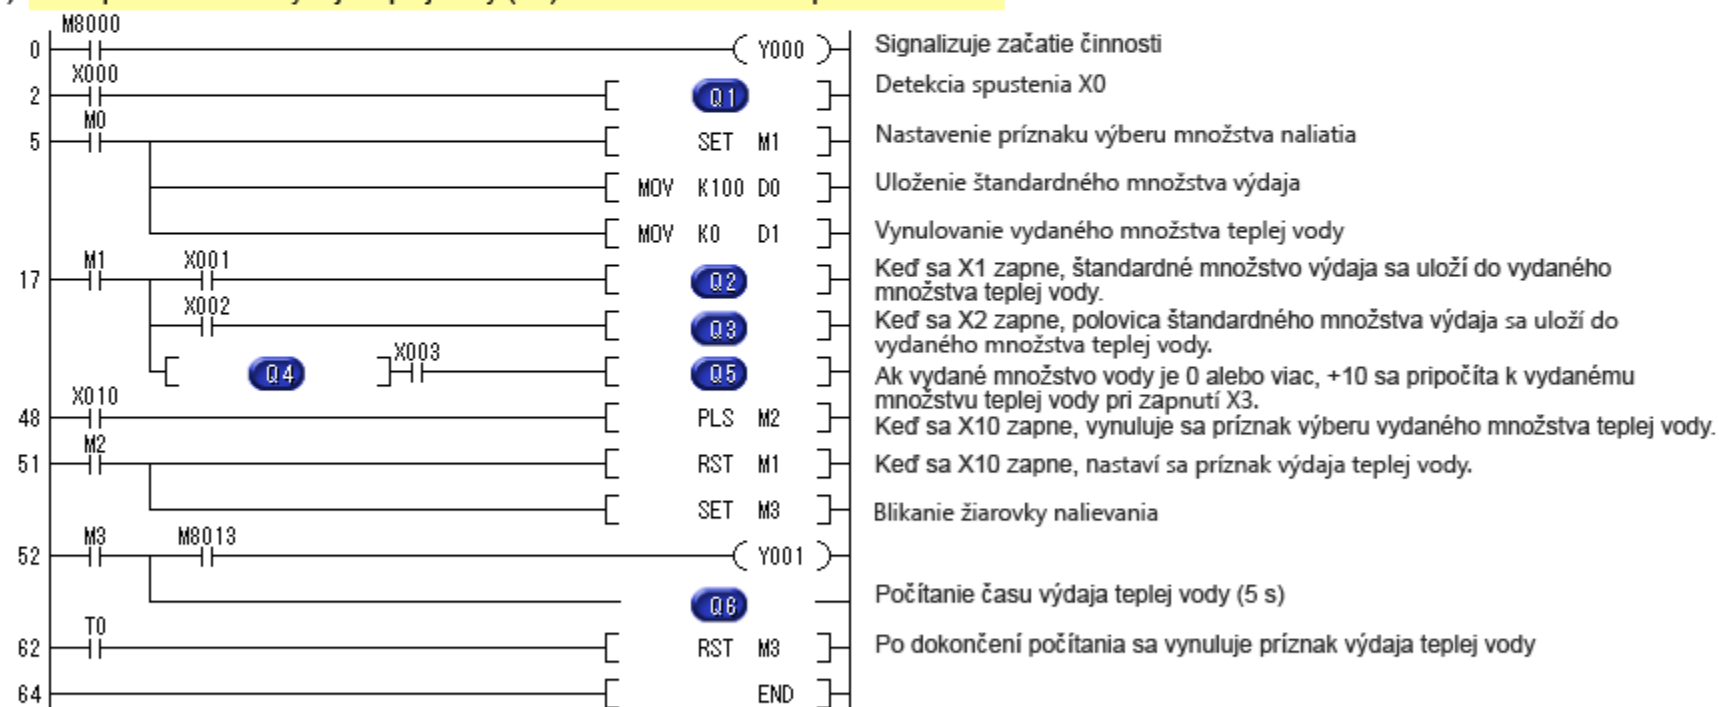 M8000
0 Y000 Signalizuje začatie činnosti
X000
2 Q1 Detekcia spustenia X0
M0
5 SET M1 Nastavenie príznaku výberu množstva naliatia
MOV K100 D0 Uloženie štandardného množstva výdaja
MOV K0 D1 Vynulovanie vydaného množstva teplej vody
M1 X001
17 Q2 Keď sa X1 zapne, štandardné množstvo výdaja sa uloží do vydaného
množstva teplej vody.
X002
Q3 Keď sa X2 zapne, polovica štandardného množstva výdaja sa uloží do
vydaného množstva teplej vody.
X003
Q4 Q5 Ak vydané množstvo vody je 0 alebo viac, +10 sa pripočíta k vydanému
množstvu teplej vody pri zapnutí X3.
X010
48 PLS M2 Keď sa X10 zapne, vynuluje sa príznak výberu vydaného množstva teplej vody.
M2
51 RST M1 Keď sa X10 zapne, nastaví sa príznak výdaja teplej vody.
SET M3 Blikanie žiarovky nalievania
M3 M8013
52 Y001
Q6 Počítanie času výdaja teplej vody (5 s)
T0
62 RST M3 Po dokončení počítania sa vynuluje príznak výdaja teplej vody
64 END